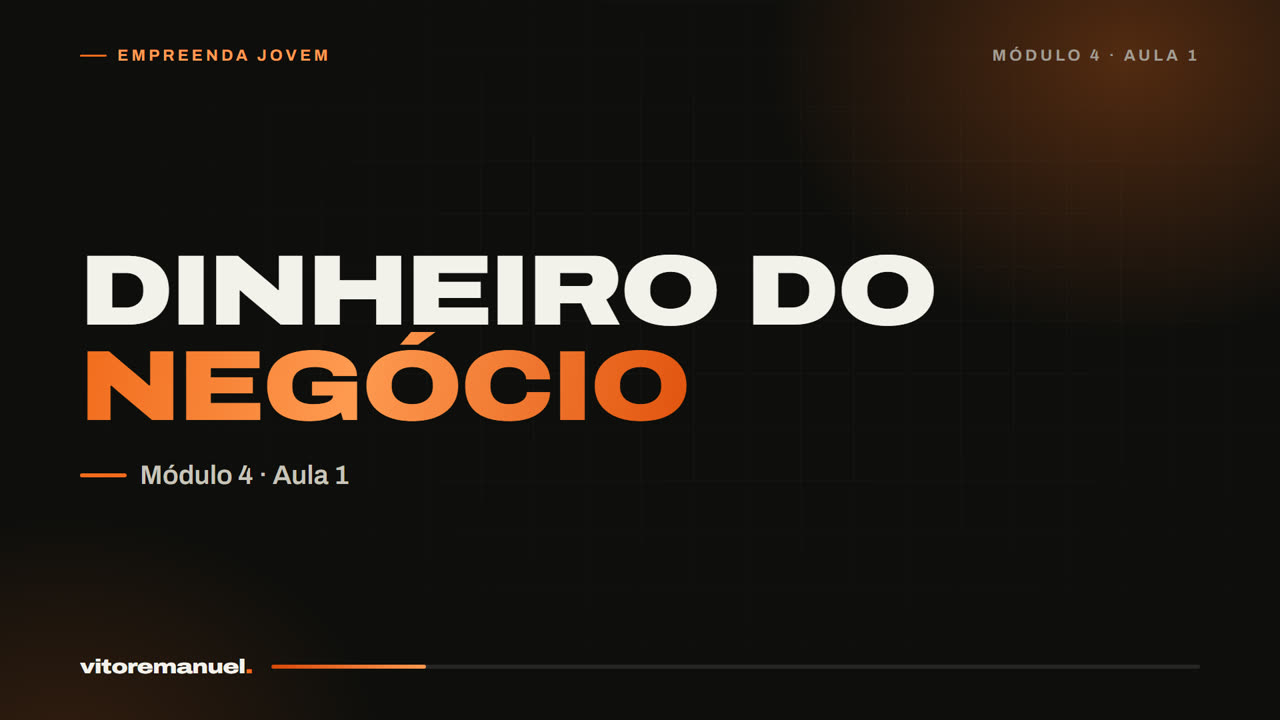 EMPREENDA JOVEM
MÓDULO 4 · AULA 1
DINHEIRO DO
NEGÓCIO
Módulo 4 · Aula 1
vitoremanuel.